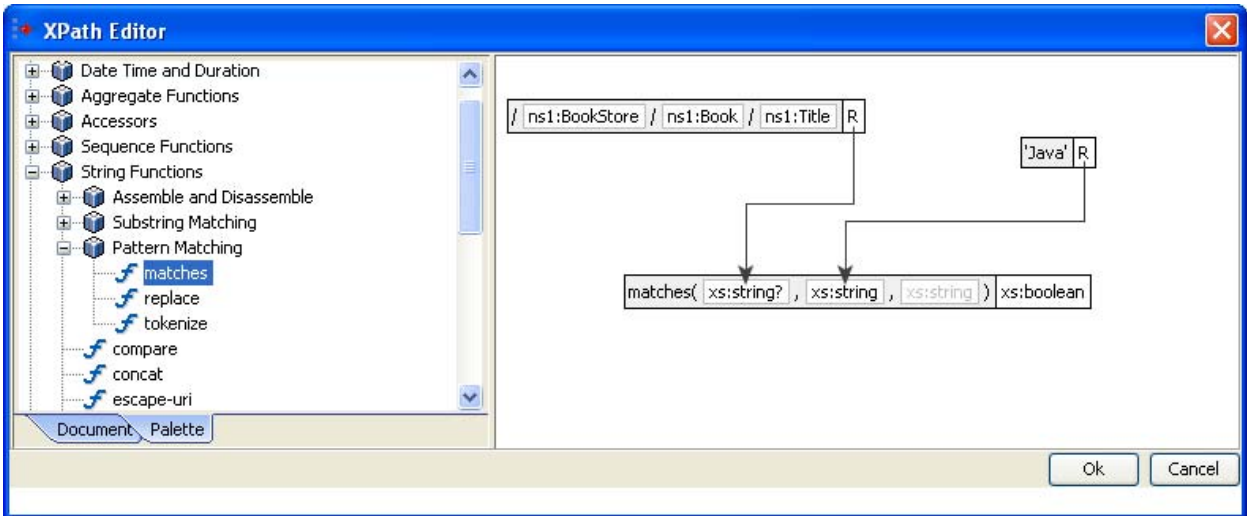 XPath Editor
Date Time and Duration
Aggregate Functions
Accessors
Sequence Functions
String Functions
Assemble and Disassemble
Substring Matching
Pattern Matching
matches
replace
tokenize
compare
concat
escape-uri
Document Palette
/ ns1:BookStore / ns1:Book / ns1:Title R
'Java' R
matches( xs:string? , xs:string , xs:string ) xs:boolean
Ok Cancel